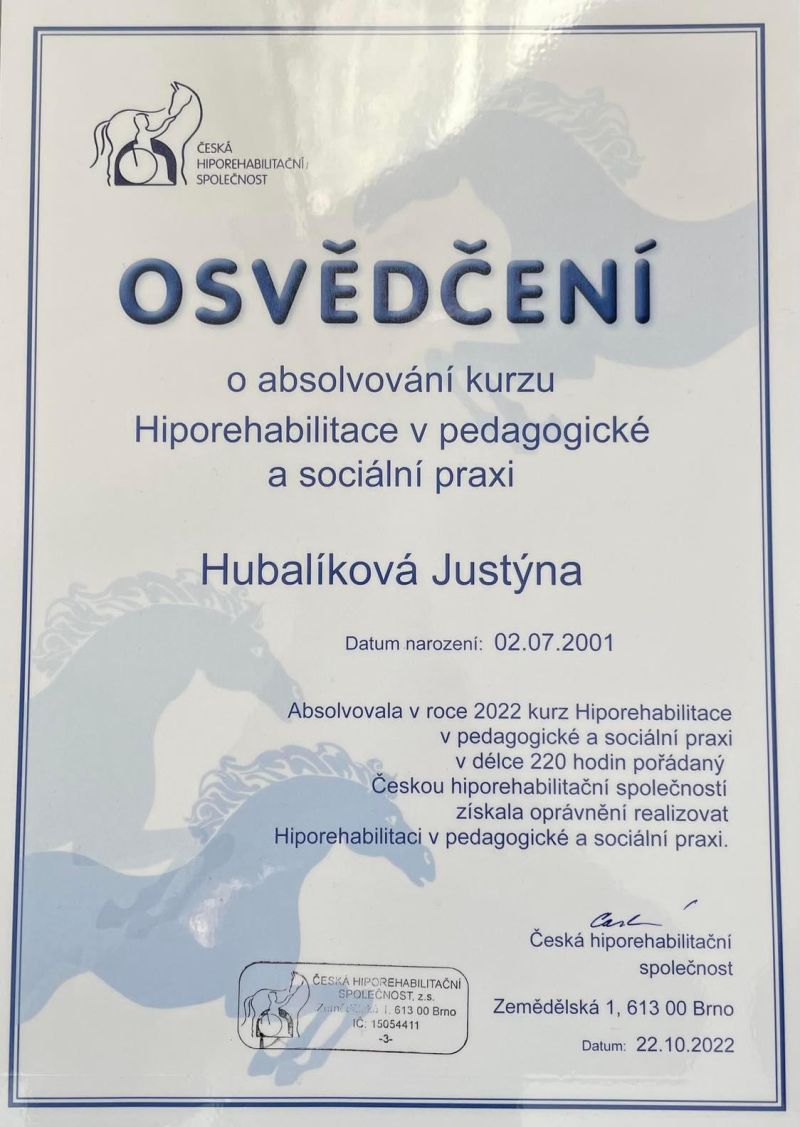 ČESKÁ
HIPOREHABILITAČNÍ
SPOLEČNOST
OSVĚDČENÍ
o absolvování kurzu
Hiporehabilitace v pedagogické
a sociální praxi
Hubalíková Justýna
Datum narození: 02.07.2001
Absolvovala v roce 2022 kurz Hiporehabilitace
v pedagogické a sociální praxi
v délce 220 hodin pořádaný
Českou hiporehabilitační společností
získala oprávnění realizovat
Hiporehabilitaci v pedagogické a sociální praxi.
Česká hiporehabilitační
společnost
Zemědělská 1, 613 00 Brno
Datum: 22.10.2022
ČESKÁ HIPOREHABILITAČNÍ
SPOLEČNOST, z.s.
Zemědělská 1, 613 00 Brno
IČ: 15054411
-3-